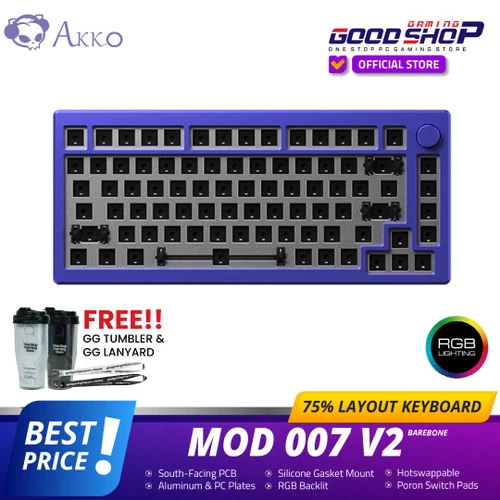 AKKO
GAMING
GOODSHOP
ONE STOP PC GAMING STORE
OFFICIAL STORE
FREE!!
GG TUMBLER &
GG LANYARD
RGB
LIGHTING
75% LAYOUT KEYBOARD
BEST
PRICE!
MOD 007 V2 BAREBONE
South-Facing PCB
Silicone Gasket Mount
Hotswappable
Aluminum & PC Plates
RGB Backlit
Poron Switch Pads